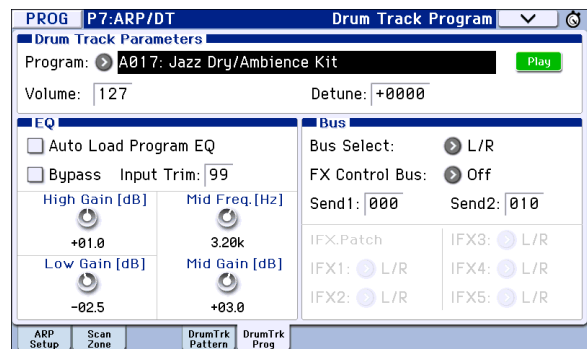 PROG P7:ARP/DT Drum Track Program
Drum Track Parameters
Program: A017: Jazz Dry/Ambience Kit Play
Volume: 127 Detune: +0000
EQ
Auto Load Program EQ
Bypass Input Trim: 99
High Gain [dB] Mid Freq.[Hz]
+01.0 3.20k
Low Gain [dB] Mid Gain [dB]
-02.5 +03.0
Bus
Bus Select: L/R
FX Control Bus: Off
Send1: 000 Send2: 010
IFX.Patch IFX3: L/R
IFX1: L/R IFX4: L/R
IFX2: L/R IFX5: L/R
ARP Setup
Scan Zone
DrumTrk Pattern
DrumTrk Prog